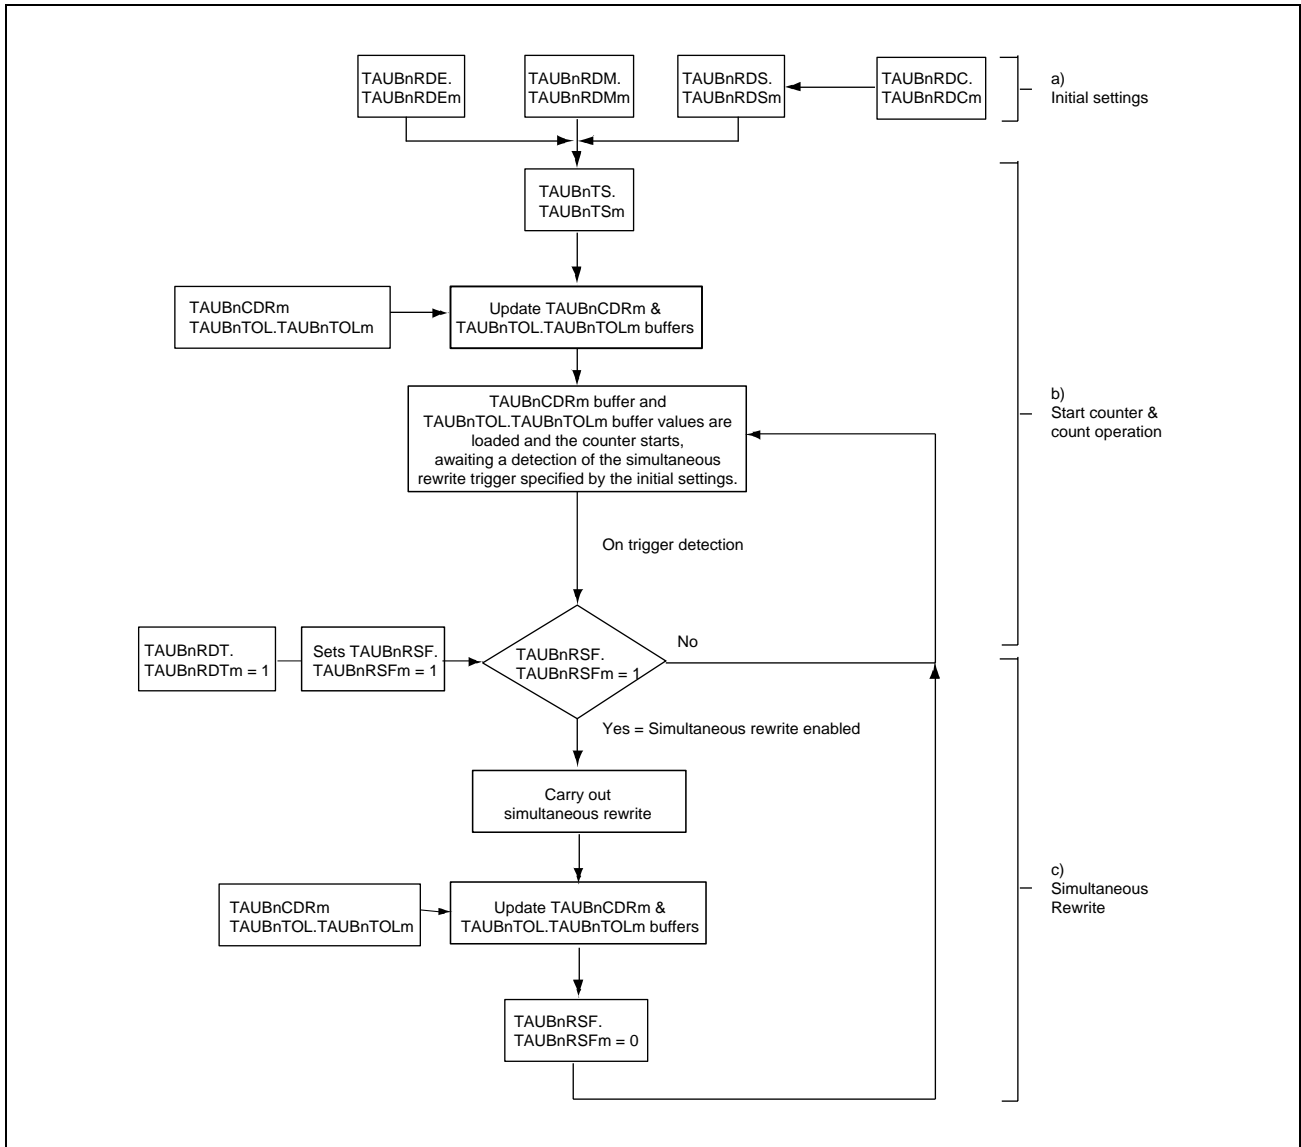 TAUBnRDE.
TAUBnRDEm
TAUBnRDM.
TAUBnRDMm
TAUBnRDS.
TAUBnRDSm
TAUBnRDC.
TAUBnRDCm
a)
Initial settings
TAUBnTS.
TAUBnTSm
TAUBnCDRm
TAUBnTOL.TAUBnTOLm
Update TAUBnCDRm &
TAUBnTOL.TAUBnTOLm buffers
TAUBnCDRm buffer and
TAUBnTOL.TAUBnTOLm buffer values are
loaded and the counter starts,
awaiting a detection of the simultaneous
rewrite trigger specified by the initial settings.
b)
Start counter &
count operation
On trigger detection
TAUBnRDT.
TAUBnRDTm = 1
Sets TAUBnRSF.
TAUBnRSFm = 1
TAUBnRSF.
TAUBnRSFm = 1
No
Yes = Simultaneous rewrite enabled
Carry out
simultaneous rewrite
TAUBnCDRm
TAUBnTOL.TAUBnTOLm
Update TAUBnCDRm &
TAUBnTOL.TAUBnTOLm buffers
c)
Simultaneous
Rewrite
TAUBnRSF.
TAUBnRSFm = 0